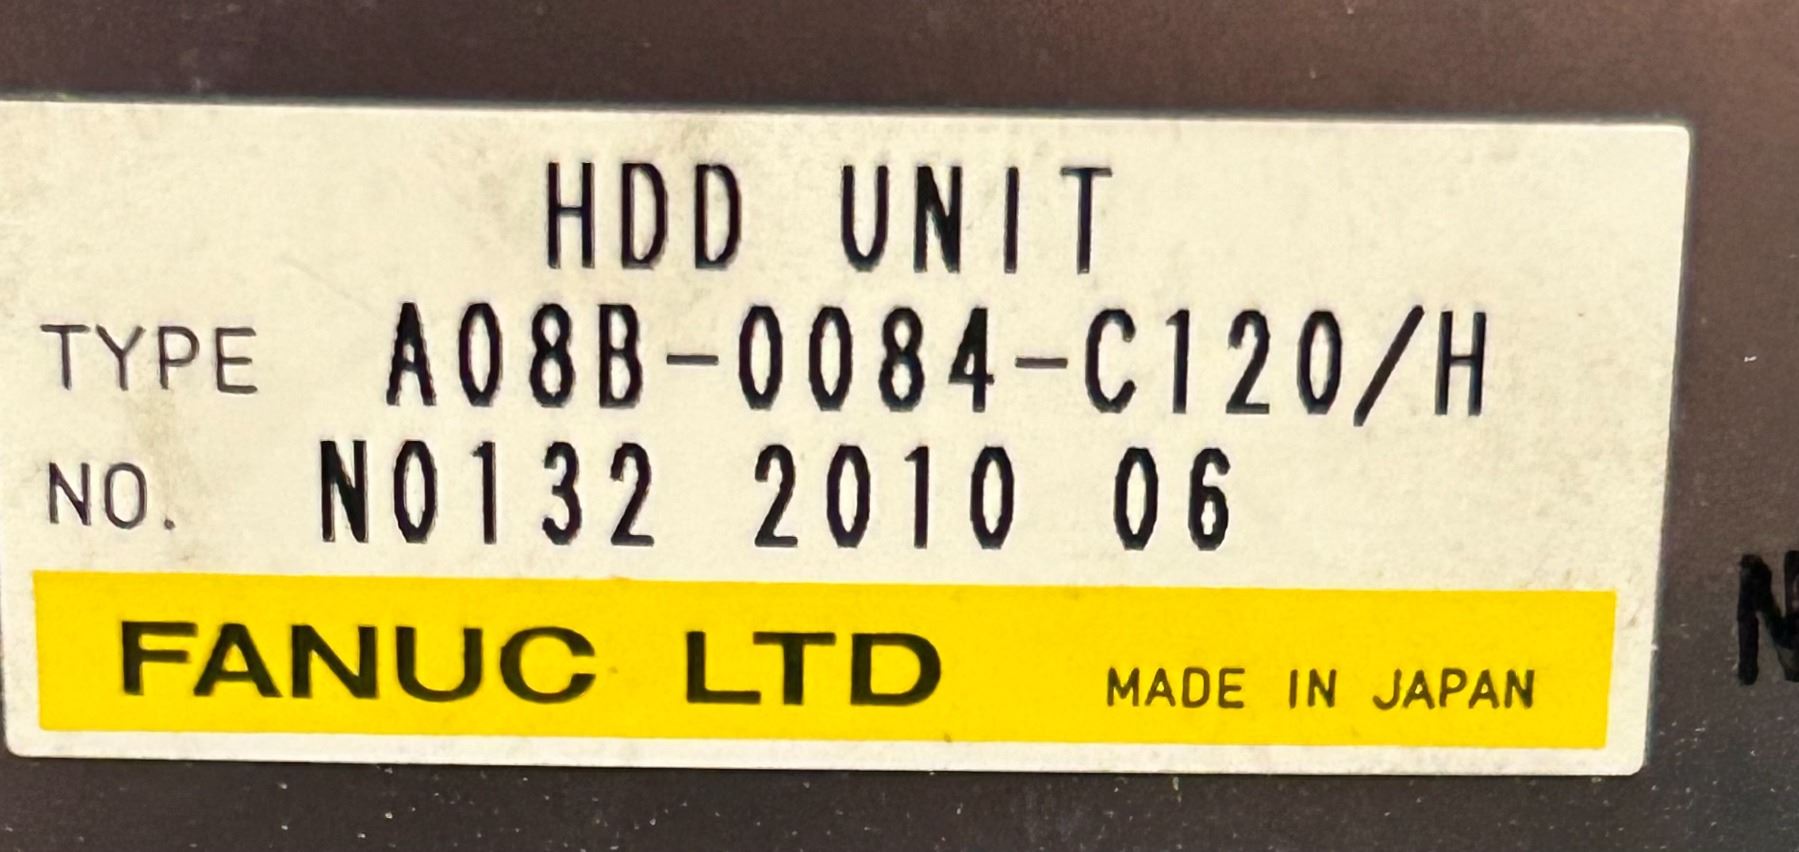 HDD UNIT
TYPE A08B-0084-C120/H
NO. N0132 2010 06
FANUC LTD MADE IN JAPAN